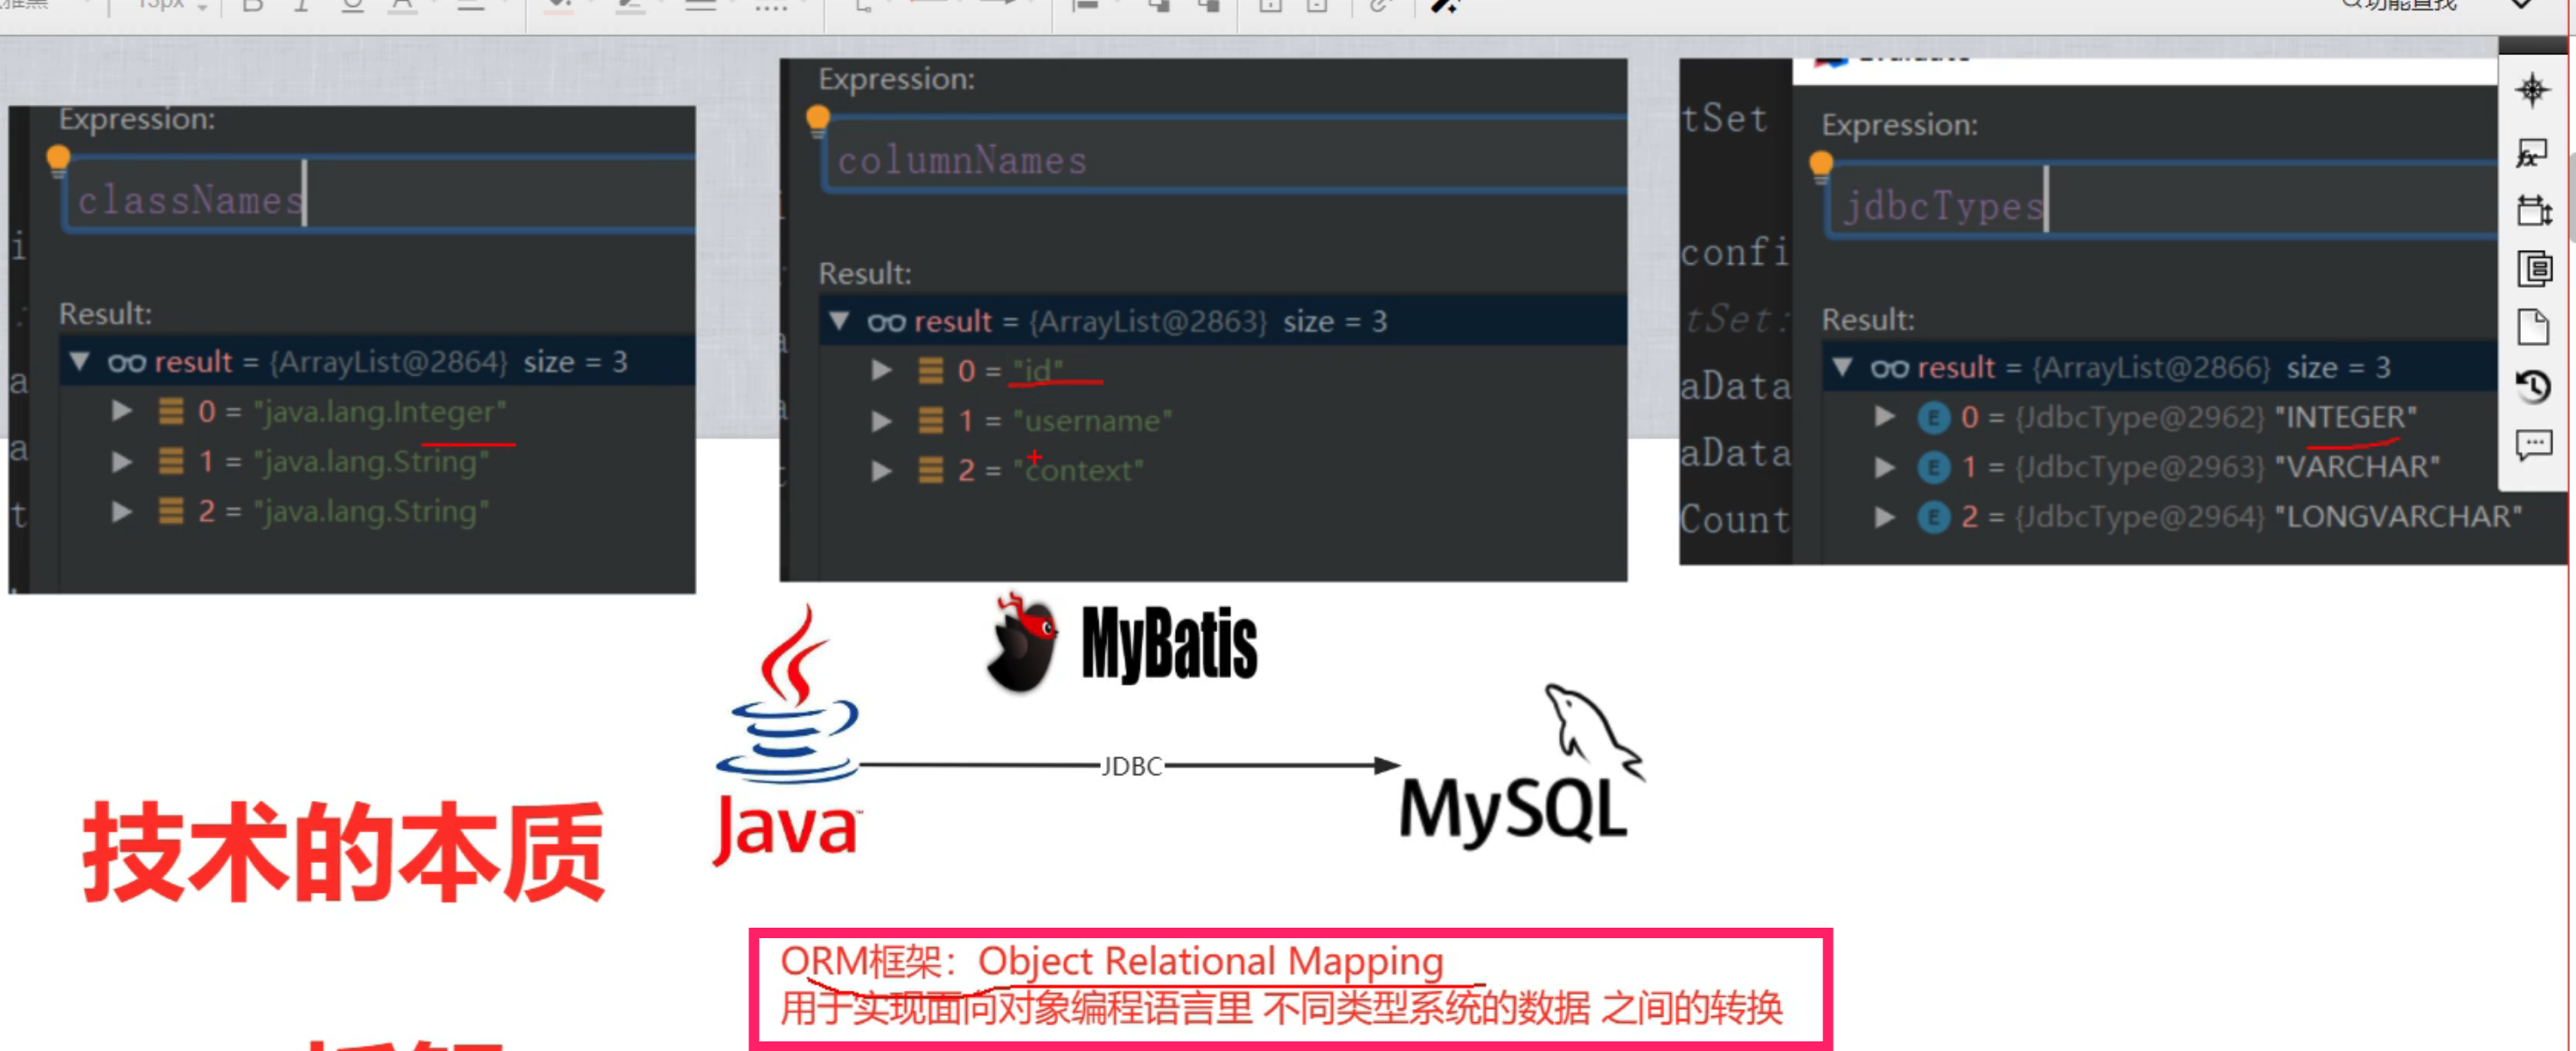 13px
功能查找
Expression:
classNames
Result:
result = {ArrayList@2864} size = 3
0 = "java.lang.Integer"
1 = "java.lang.String"
2 = "java.lang.String"
Expression:
columnNames
Result:
result = {ArrayList@2863} size = 3
0 = "id"
1 = "username"
2 = "context"
tSet
confi
tSet:
aData
aData
Count
Expression:
jdbcTypes
Result:
result = {ArrayList@2866} size = 3
E 0 = {JdbcType@2962} "INTEGER"
E 1 = {JdbcType@2963} "VARCHAR"
E 2 = {JdbcType@2964} "LONGVARCHAR"
MyBatis
JDBC
Java
MySQL
技术的本质
ORM框架：Object Relational Mapping
用于实现面向对象编程语言里 不同类型系统的数据 之间的转换